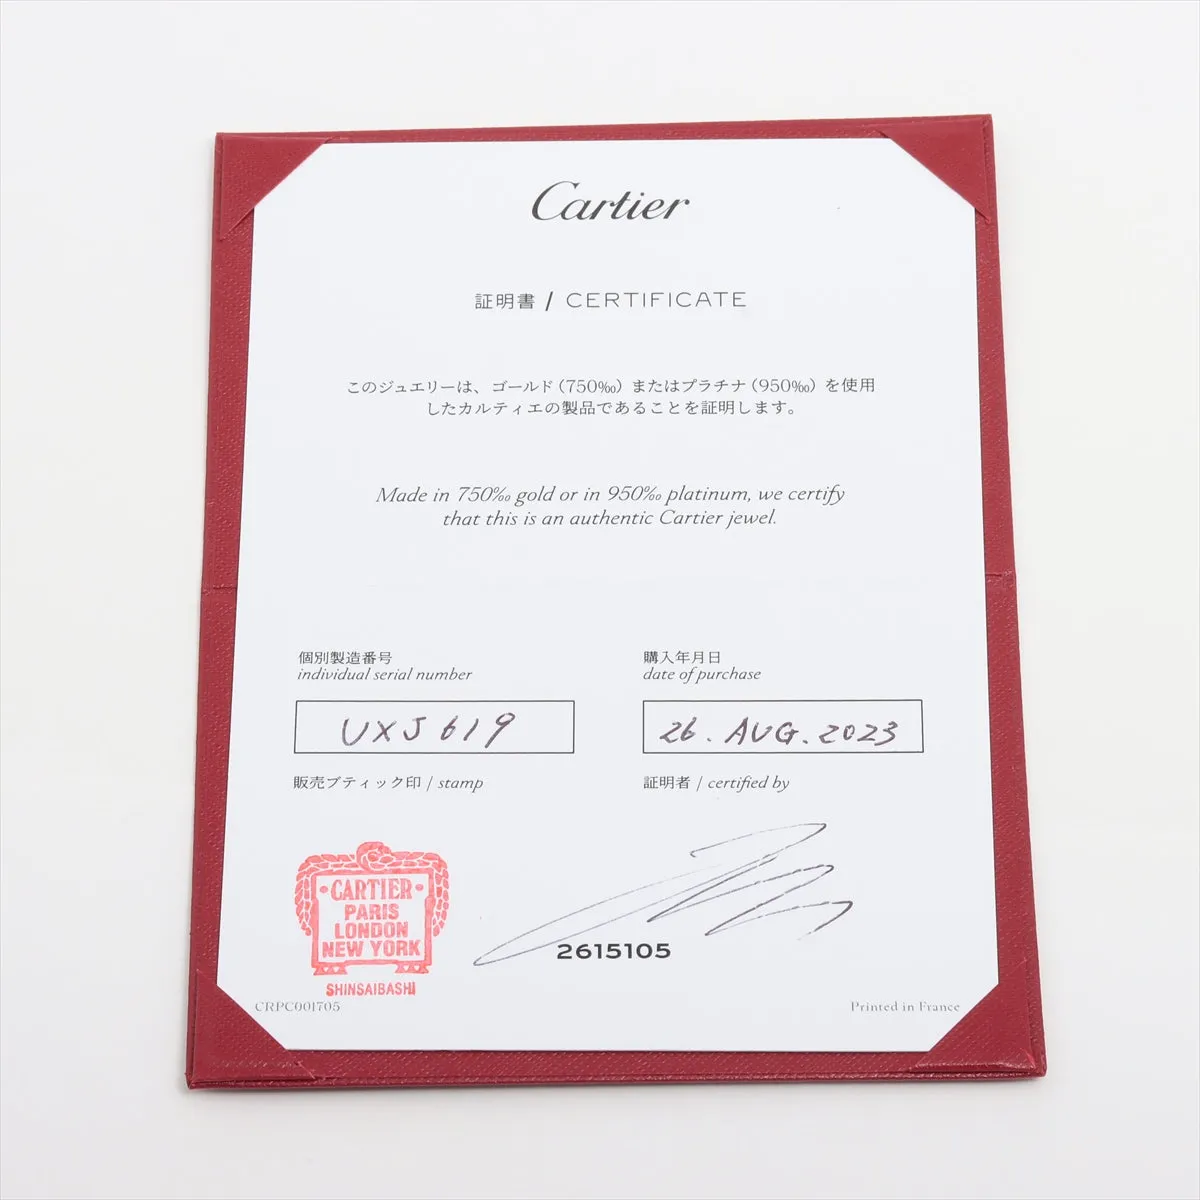 Cartier
証明書 / CERTIFICATE
このジュエリーは、ゴールド（750‰）またはプラチナ（950‰）を使用
したカルティエの製品であることを証明します。
Made in 750‰ gold or in 950‰ platinum, we certify
that this is an authentic Cartier jewel.
個別製造番号
individual serial number
UXJ619
購入年月日
date of purchase
26. AUG. 2023
販売ブティック印 / stamp
証明者 / certified by
CARTIER
PARIS
LONDON
NEW YORK
SHINSAIBASHI
2615105
CRPC001705
Printed in France